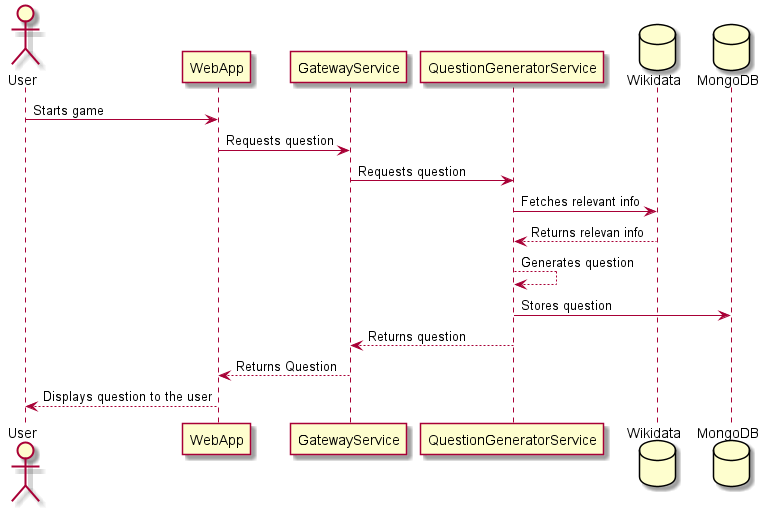 User
WebApp
GatewayService
QuestionGeneratorService
Wikidata
MongoDB
Starts game
Requests question
Requests question
Fetches relevant info
Returns relevan info
Generates question
Stores question
Returns question
Returns Question
Displays question to the user
User
WebApp
GatewayService
QuestionGeneratorService
Wikidata
MongoDB